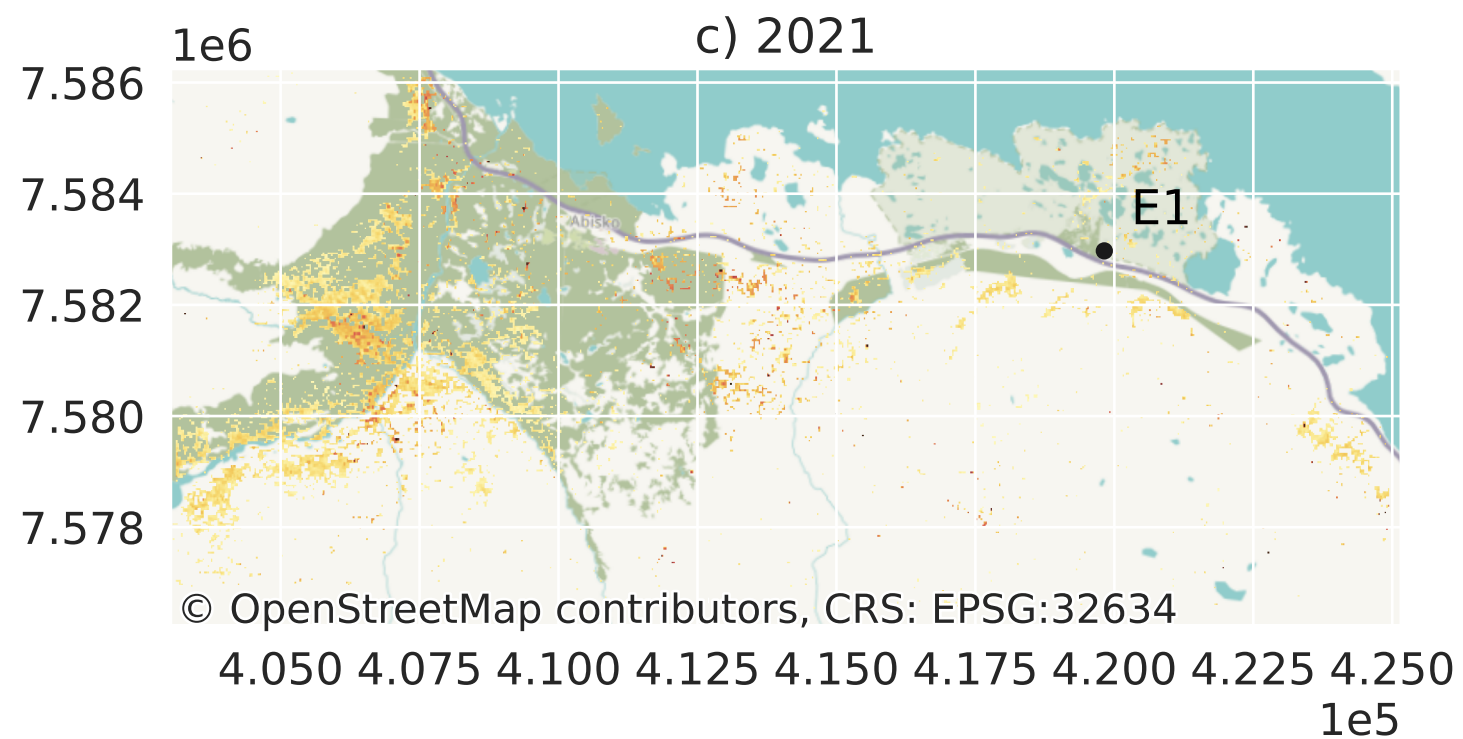 c) 2021
1e6
7.586
7.584
7.582
7.580
7.578
E1
Abisko
© OpenStreetMap contributors, CRS: EPSG:32634
4.050 4.075 4.100 4.125 4.150 4.175 4.200 4.225 4.250
1e5